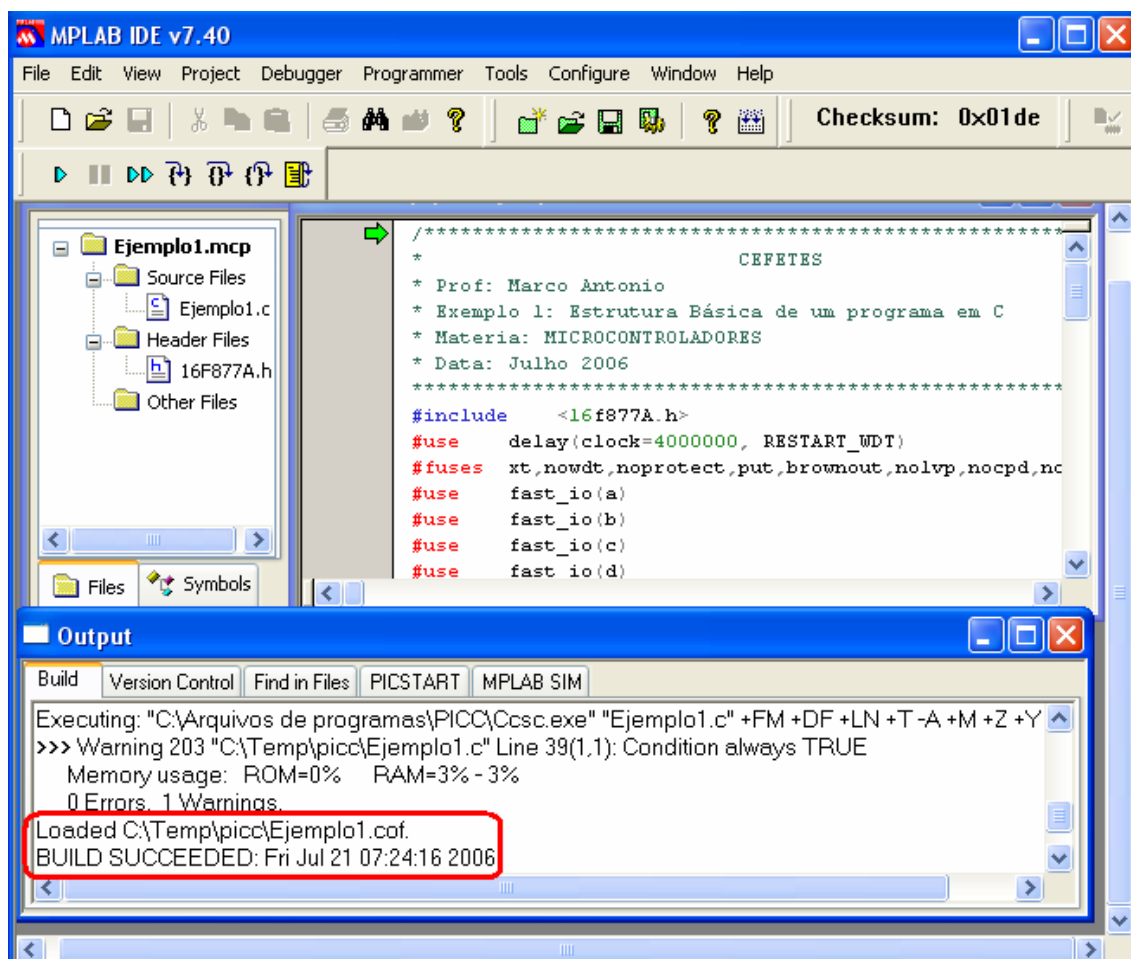 MPLAB IDE v7.40
File Edit View Project Debugger Programmer Tools Configure Window Help
Checksum: 0x01de
Ejemplo1.mcp
Source Files
Ejemplo1.c
Header Files
16F877A.h
Other Files
Files Symbols
/******************************************************
* CEFETES
* Prof: Marco Antonio
* Exemplo 1: Estrutura Básica de um programa em C
* Materia: MICROCONTROLADORES
* Data: Julho 2006
*******************************************************
#include <16f877A.h>
#use delay(clock=4000000, RESTART_WDT)
#fuses xt,nowdt,noprotect,put,brownout,nolvp,nocpd,
#use fast_io(a)
#use fast_io(b)
#use fast_io(c)
#use fast_io(d)
Output
Build Version Control Find in Files PICSTART MPLAB SIM
Executing: "C:\Arquivos de programas\PICC\Ccsc.exe" "Ejemplo1.c" +FM +DF +LN +T -A +M +Z +Y
>>> Warning 203 "C:\Temp\picc\Ejemplo1.c" Line 39(1,1): Condition always TRUE
Memory usage: ROM=0% RAM=3% - 3%
0 Errors, 1 Warnings.
Loaded C:\Temp\picc\Ejemplo1.cof.
BUILD SUCCEEDED: Fri Jul 21 07:24:16 2006